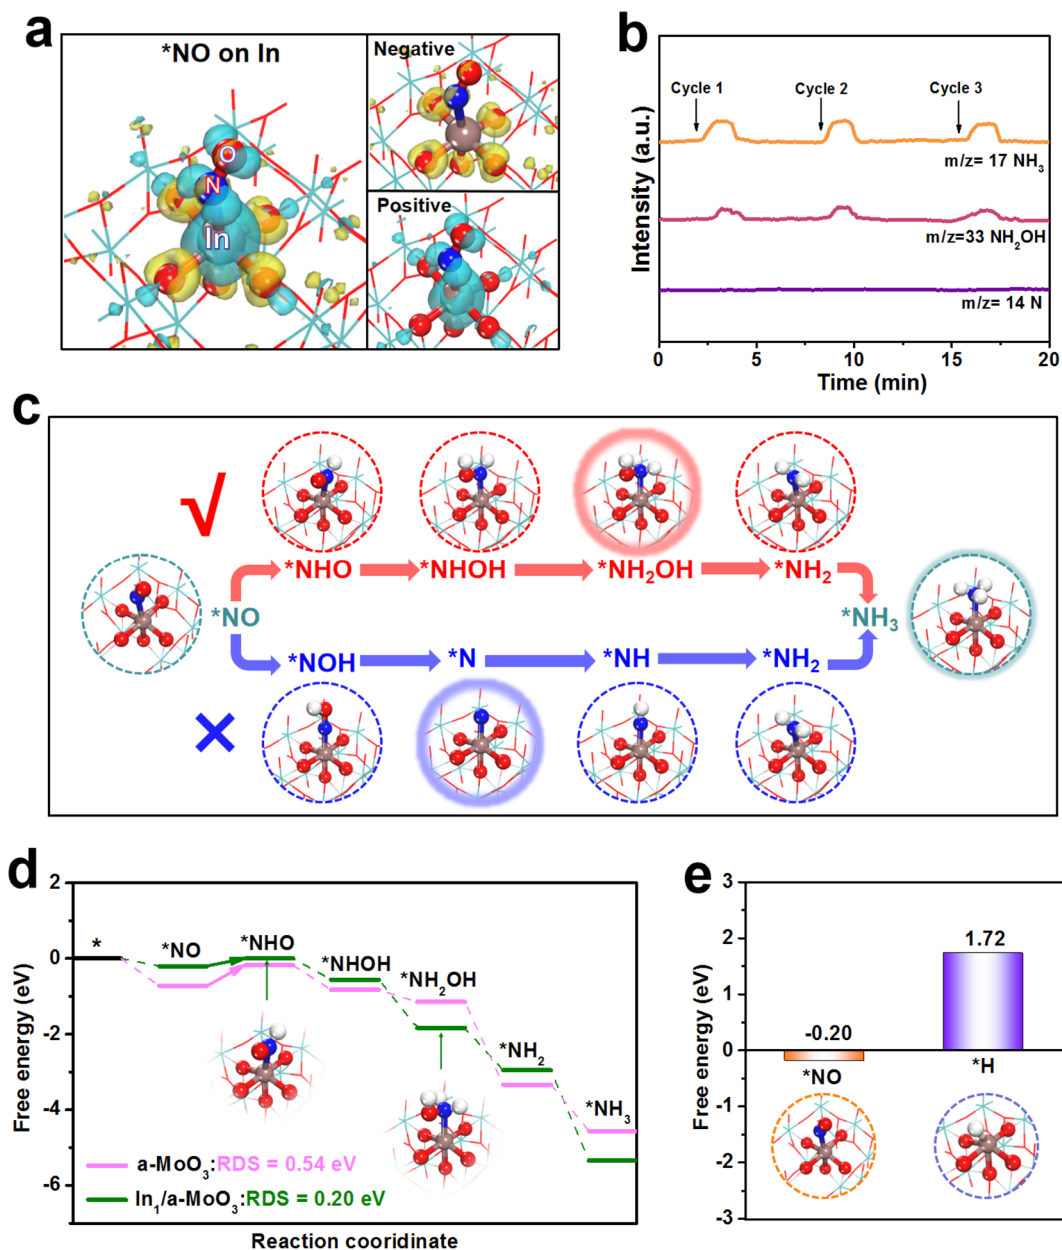 a
*NO on In
O
N
In
Negative
Positive
b
Intensity (a.u.)
Cycle 1
Cycle 2
Cycle 3
m/z= 17 NH3
m/z=33 NH2OH
m/z= 14 N
0 5 10 15 20
Time (min)
c
√
*NHO *NHOH *NH2OH *NH2
*NO *NH3
*NOH *N *NH *NH2
×
d
Free energy (eV)
2
0
-2
-4
-6
*
*NO
*NHO
*NHOH
*NH2OH
*NH2
*NH3
a-MoO3:RDS = 0.54 eV
In1/a-MoO3:RDS = 0.20 eV
Reaction cooridinate
e
Free energy (eV)
3
2
1
0
-1
-2
-3
1.72
-0.20
*NO
*H